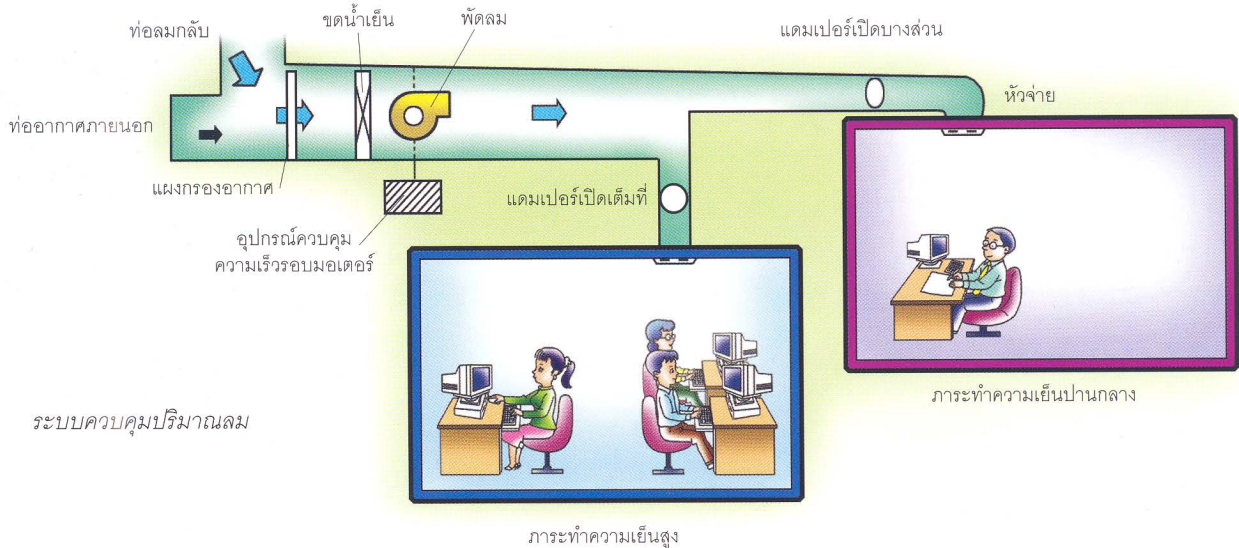 ท่อลมกลับ
ขดน้ำเย็น
พัดลม
แดมเปอร์เปิดบางส่วน
หัวจ่าย
ท่ออากาศภายนอก
แผงกรองอากาศ
แดมเปอร์เปิดเต็มที่
อุปกรณ์ควบคุม
ความเร็วรอบมอเตอร์
ภาระทำความเย็นปานกลาง
ระบบควบคุมปริมาณลม
ภาระทำความเย็นสูง